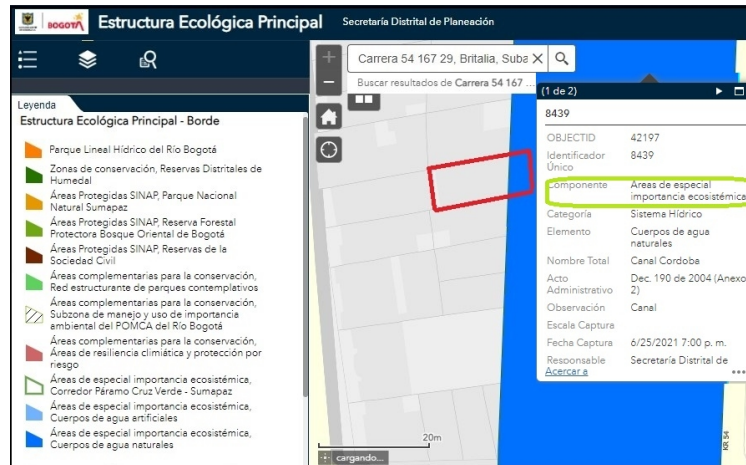 BOGOTÁ
Estructura Ecológica Principal
Secretaría Distrital de Planeación
Leyenda
Estructura Ecológica Principal - Borde
Parque Lineal Hídrico del Río Bogotá
Zonas de conservación, Reservas Distritales de
Humedal
Áreas Protegidas SINAP, Parque Nacional
Natural Sumapaz
Áreas Protegidas SINAP, Reserva Forestal
Protectora Bosque Oriental de Bogotá
Áreas Protegidas SINAP, Reservas de la
Sociedad Civil
Áreas complementarias para la conservación,
Red estructurante de parques contemplativos
Áreas complementarias para la conservación,
Subzona de manejo y uso de importancia
ambiental del POMCA del Río Bogotá
Áreas complementarias para la conservación,
Áreas de resiliencia climática y protección por
riesgo
Áreas de especial importancia ecosistémica,
Corredor Páramo Cruz Verde - Sumapaz
Áreas de especial importancia ecosistémica,
Cuerpos de agua artificiales
Áreas de especial importancia ecosistémica,
Cuerpos de agua naturales
+
−
Carrera 54 167 29, Britalia, Suba X
Buscar resultados de Carrera 54 167 ...
(1 de 2)
8439
OBJECTID 42197
Identificador 8439
Único
Componente Áreas de especial
importancia ecosistémica
Categoría Sistema Hídrico
Elemento Cuerpos de agua
naturales
Nombre Total Canal Cordoba
Acto Dec. 190 de 2004 (Anexo
Administrativo 2)
Observación Canal
Escala Captura
Fecha Captura 6/25/2021 7:00 p. m.
Responsable Secretaría Distrital de
Acercar a •••
20m
cargando...
KR 54